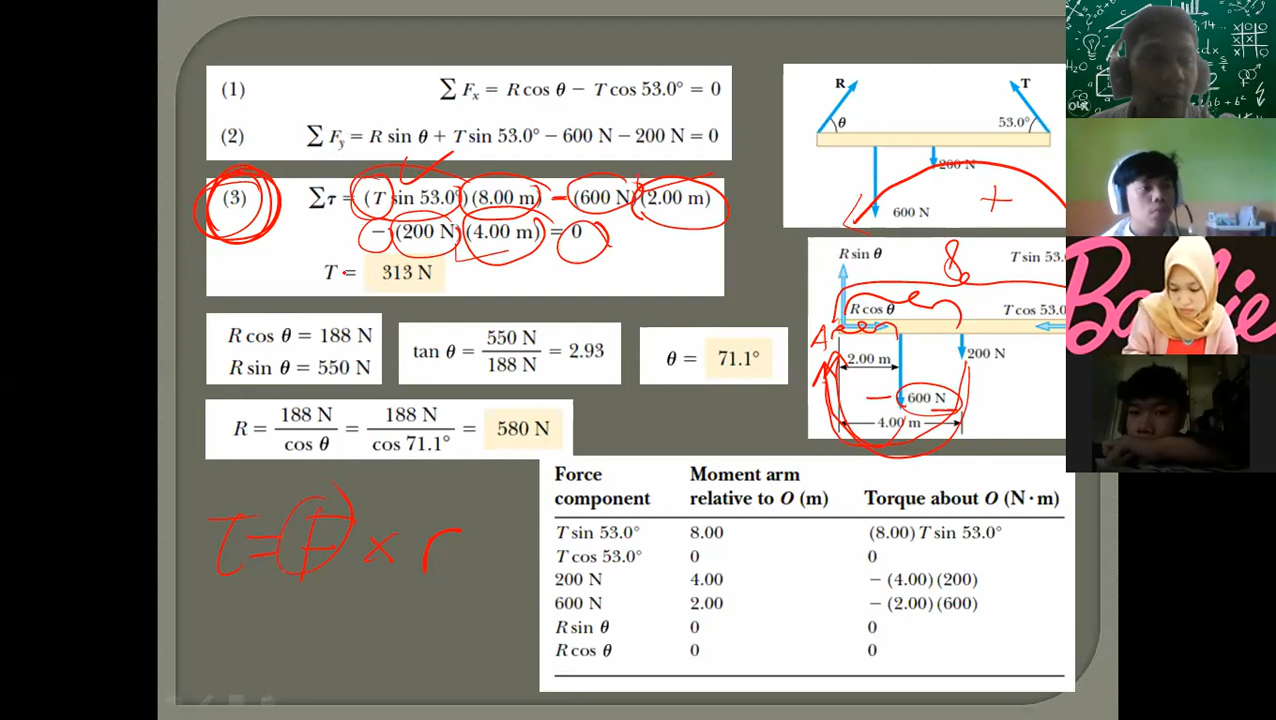 (1) ∑ Fₓ = R cos θ − T cos 53.0° = 0
(2) ∑ Fᵧ = R sin θ + T sin 53.0° − 600 N − 200 N = 0
(3) ∑τ = (T sin 53.0°)(8.00 m) − (600 N)(2.00 m)
− (200 N)(4.00 m) = 0
T = 313 N
R cos θ = 188 N
R sin θ = 550 N
tan θ = 550 N / 188 N = 2.93
θ = 71.1°
R = 188 N / cos θ = 188 N / cos 71.1° = 580 N
τ = F × r
R
T
θ
53.0°
200 N
600 N
+
R sin θ
8
T sin 53.
R cos θ
T cos 53.0
A
2.00 m
200 N
− 600 N
4.00 m
Force component
Moment arm relative to O (m)
Torque about O (N·m)
T sin 53.0° 8.00 (8.00) T sin 53.0°
T cos 53.0° 0 0
200 N 4.00 − (4.00)(200)
600 N 2.00 − (2.00)(600)
R sin θ 0 0
R cos θ 0 0
Barbie